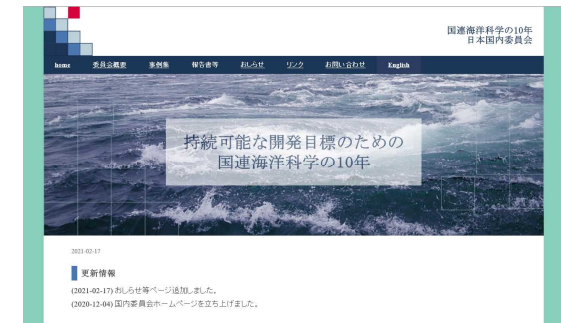 国連海洋科学の10年
日本国内委員会
home 委員会概要 事例集 報告書等 おしらせ リンク お問い合わせ English
持続可能な開発目標のための
国連海洋科学の10年
2021-02-17
更新情報
(2021-02-17) おしらせ等ページ追加しました。
(2020-12-04) 国内委員会ホームページを立ち上げました。